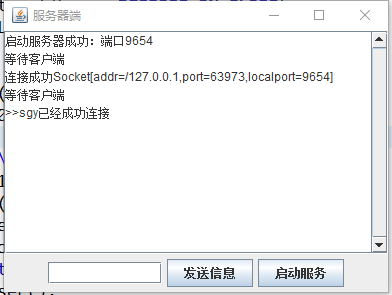 服务器端
启动服务器成功：端口9654
等待客户端
连接成功Socket[addr=/127.0.0.1,port=63973,localport=9654]
等待客户端
>>sgy已经成功连接
发送信息 启动服务